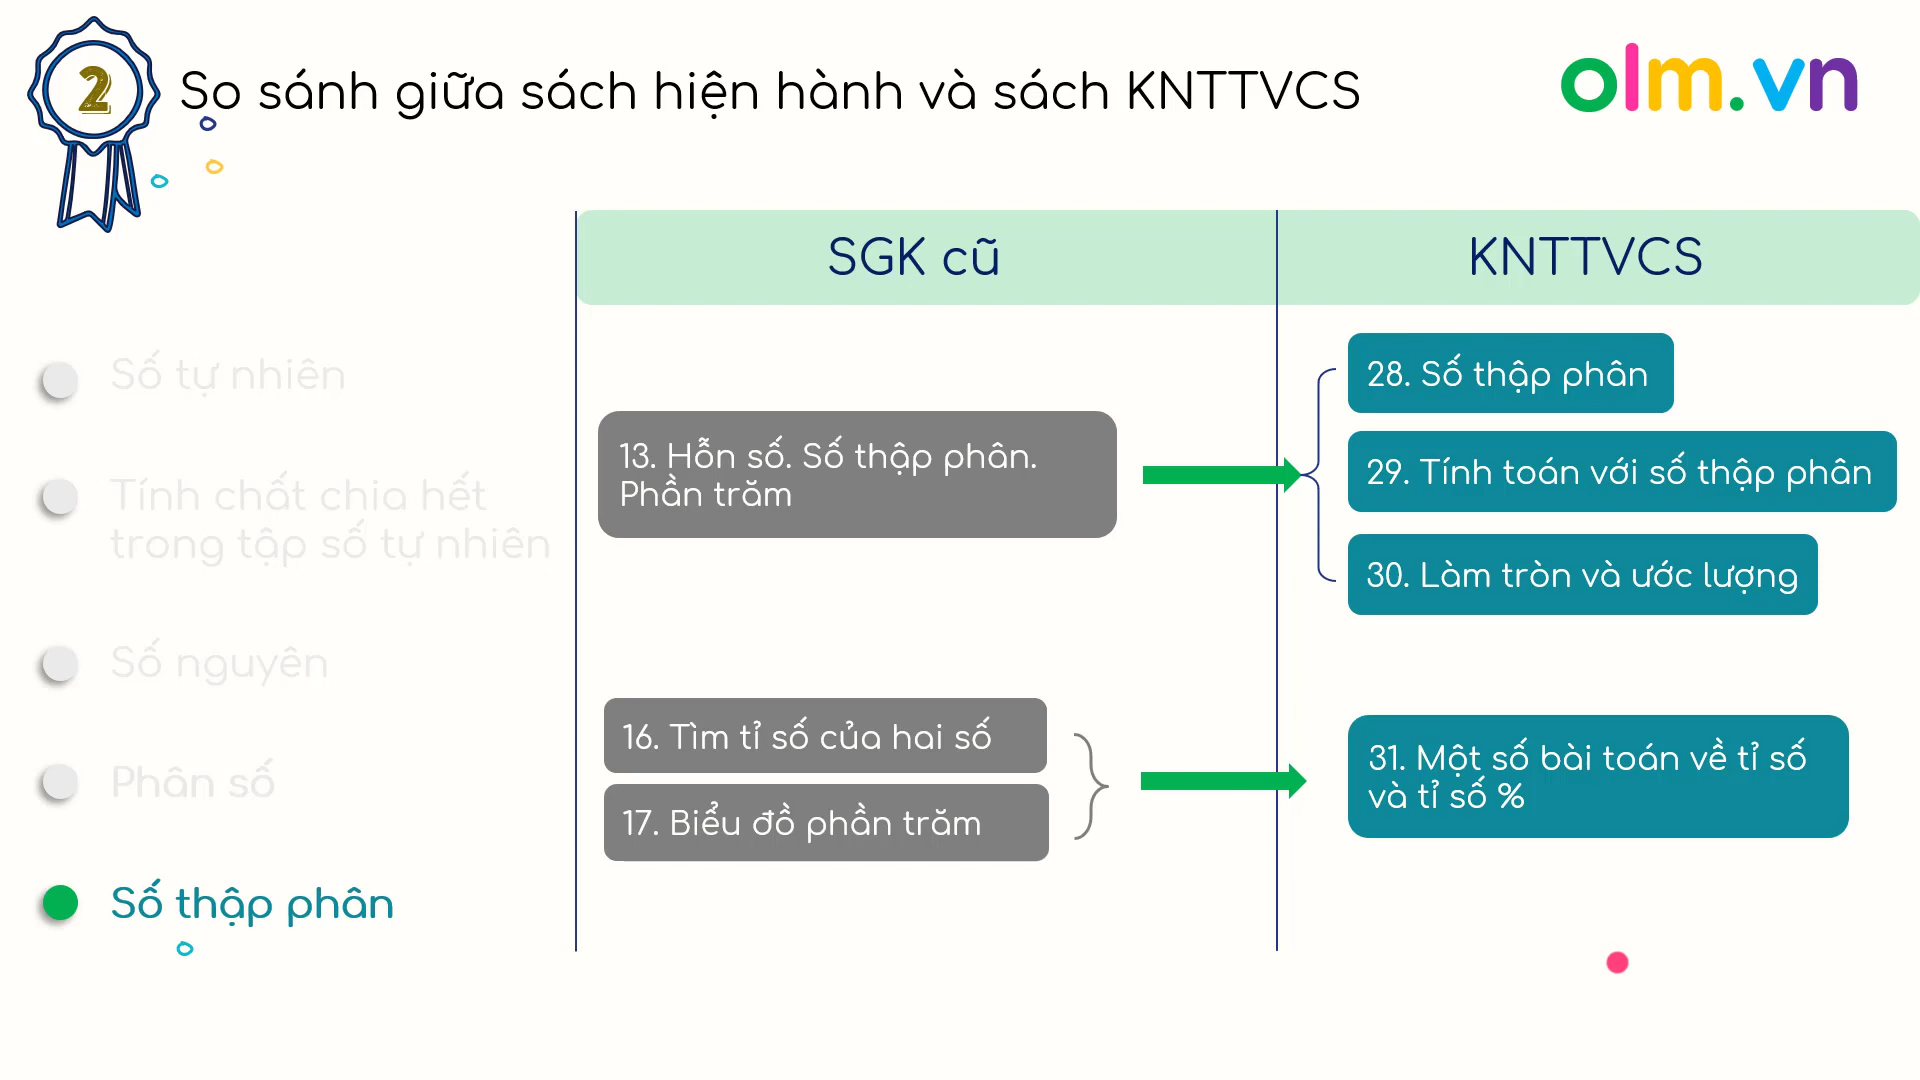 2
So sánh giữa sách hiện hành và sách KNTTVCS
olm.vn
SGK cũ
KNTTVCS
Số tự nhiên
Tính chất chia hết
trong tập số tự nhiên
Số nguyên
Phân số
Số thập phân
13. Hỗn số. Số thập phân.
Phần trăm
28. Số thập phân
29. Tính toán với số thập phân
30. Làm tròn và ước lượng
16. Tìm tỉ số của hai số
17. Biểu đồ phần trăm
31. Một số bài toán về tỉ số
và tỉ số %